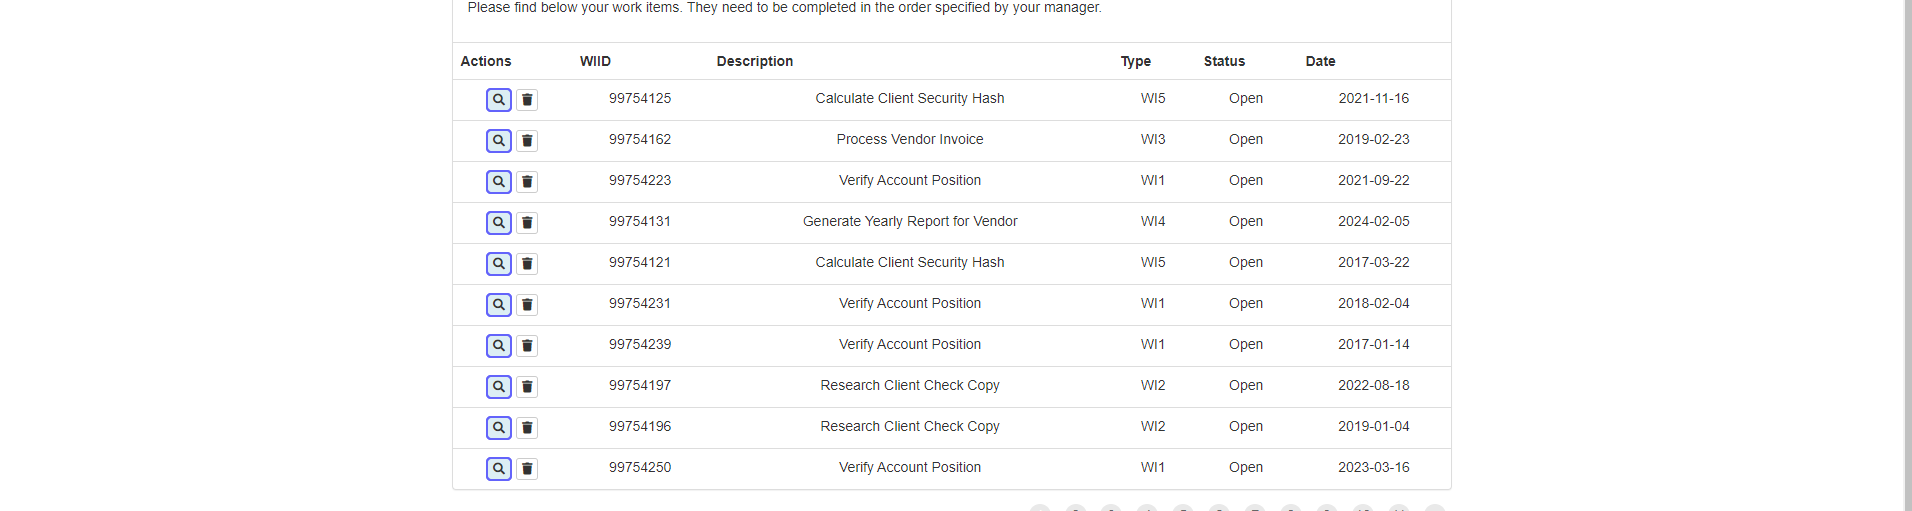 Please find below your work items. They need to be completed in the order specified by your manager.
Actions WIID Description Type Status Date
99754125 Calculate Client Security Hash WI5 Open 2021-11-16
99754162 Process Vendor Invoice WI3 Open 2019-02-23
99754223 Verify Account Position WI1 Open 2021-09-22
99754131 Generate Yearly Report for Vendor WI4 Open 2024-02-05
99754121 Calculate Client Security Hash WI5 Open 2017-03-22
99754231 Verify Account Position WI1 Open 2018-02-04
99754239 Verify Account Position WI1 Open 2017-01-14
99754197 Research Client Check Copy WI2 Open 2022-08-18
99754196 Research Client Check Copy WI2 Open 2019-01-04
99754250 Verify Account Position WI1 Open 2023-03-16